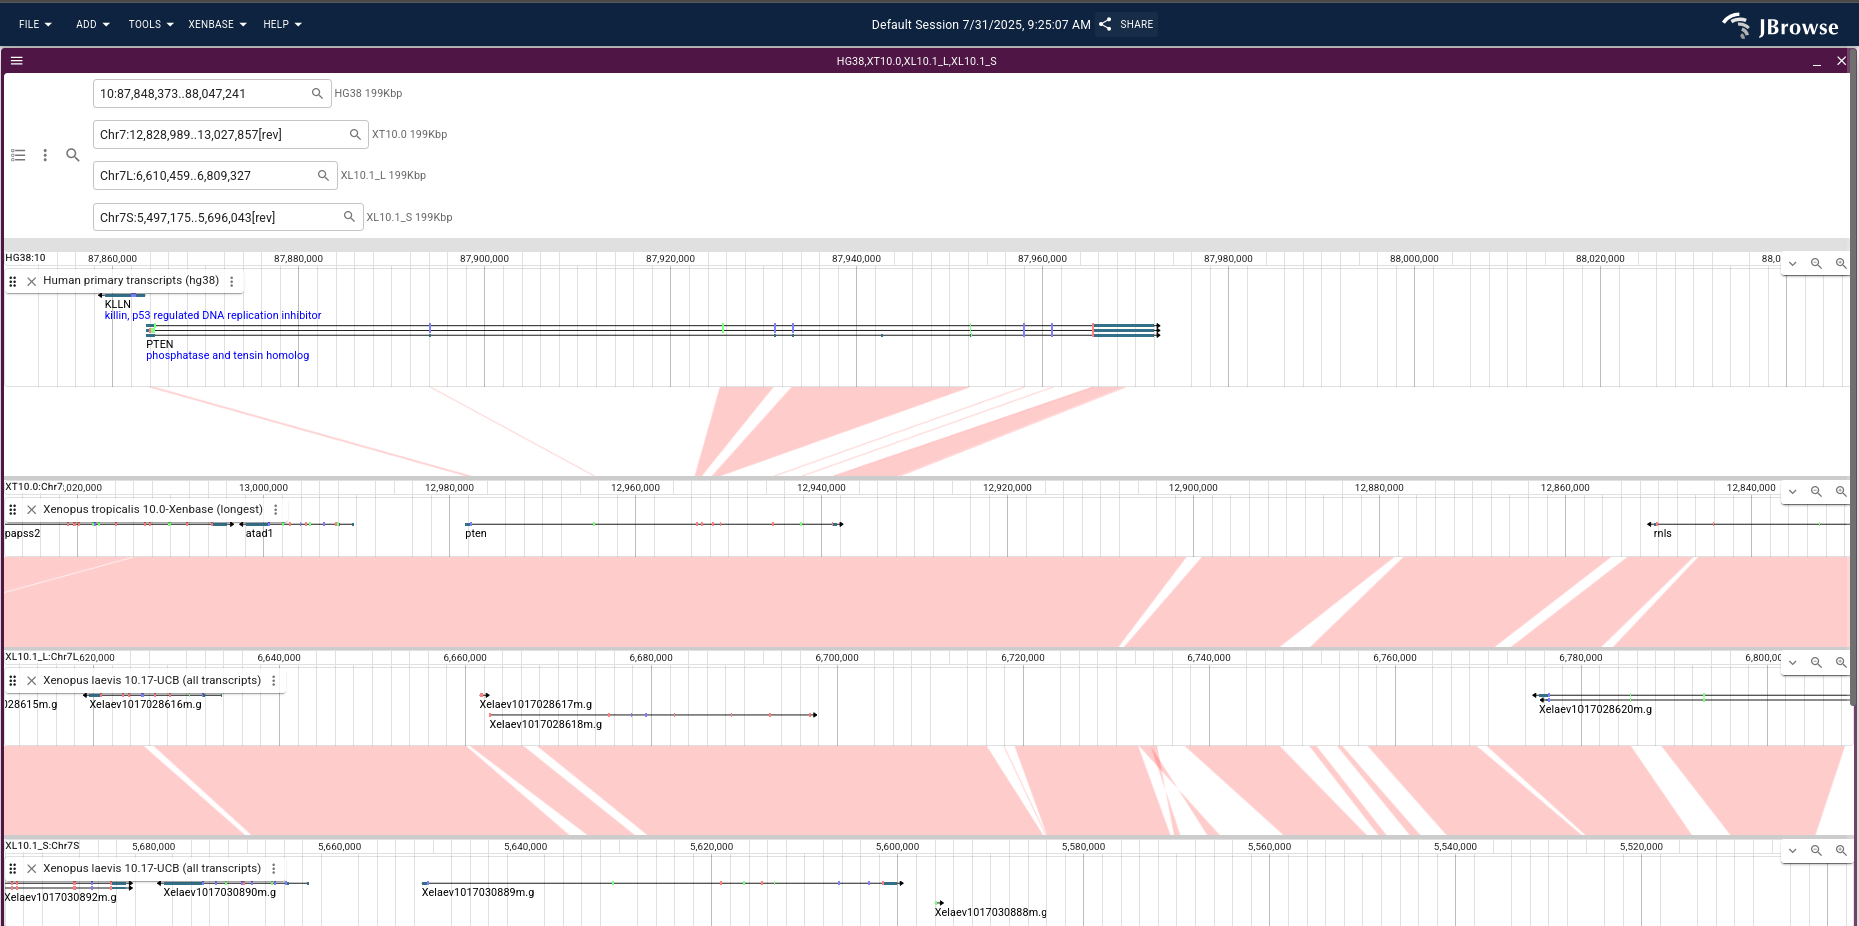 FILE ADD TOOLS XENBASE HELP Default Session 7/31/2025, 9:25:07 AM SHARE JBrowse
HG38,XT10.0,XL10.1_L,XL10.1_S
10:87,848,373..88,047,241 HG38 199Kbp
Chr7:12,828,989..13,027,857[rev] XT10.0 199Kbp
Chr7L:6,610,459..6,809,327 XL10.1_L 199Kbp
Chr7S:5,497,175..5,696,043[rev] XL10.1_S 199Kbp
HG38:10 87,860,000 87,880,000 87,900,000 87,920,000 87,940,000 87,960,000 87,980,000 88,000,000 88,020,000 88,0
Human primary transcripts (hg38)
KLLN
killin, p53 regulated DNA replication inhibitor
PTEN
phosphatase and tensin homolog
XT10.0:Chr7 ,020,000 13,000,000 12,980,000 12,960,000 12,940,000 12,920,000 12,900,000 12,880,000 12,860,000 12,840,000
Xenopus tropicalis 10.0-Xenbase (longest)
papss2 atad1 pten rnls
XL10.1_L:Chr7L 620,000 6,640,000 6,660,000 6,680,000 6,700,000 6,720,000 6,740,000 6,760,000 6,780,000 6,800,00
Xenopus laevis 10.17-UCB (all transcripts)
028615m.g Xelaev1017028616m.g Xelaev1017028617m.g
Xelaev1017028620m.g
Xelaev1017028618m.g
XL10.1_S:Chr7S 5,680,000 5,660,000 5,640,000 5,620,000 5,600,000 5,580,000 5,560,000 5,540,000 5,520,000
Xenopus laevis 10.17-UCB (all transcripts)
Xelaev1017030892m.g Xelaev1017030890m.g Xelaev1017030889m.g
Xelaev1017030888m.g